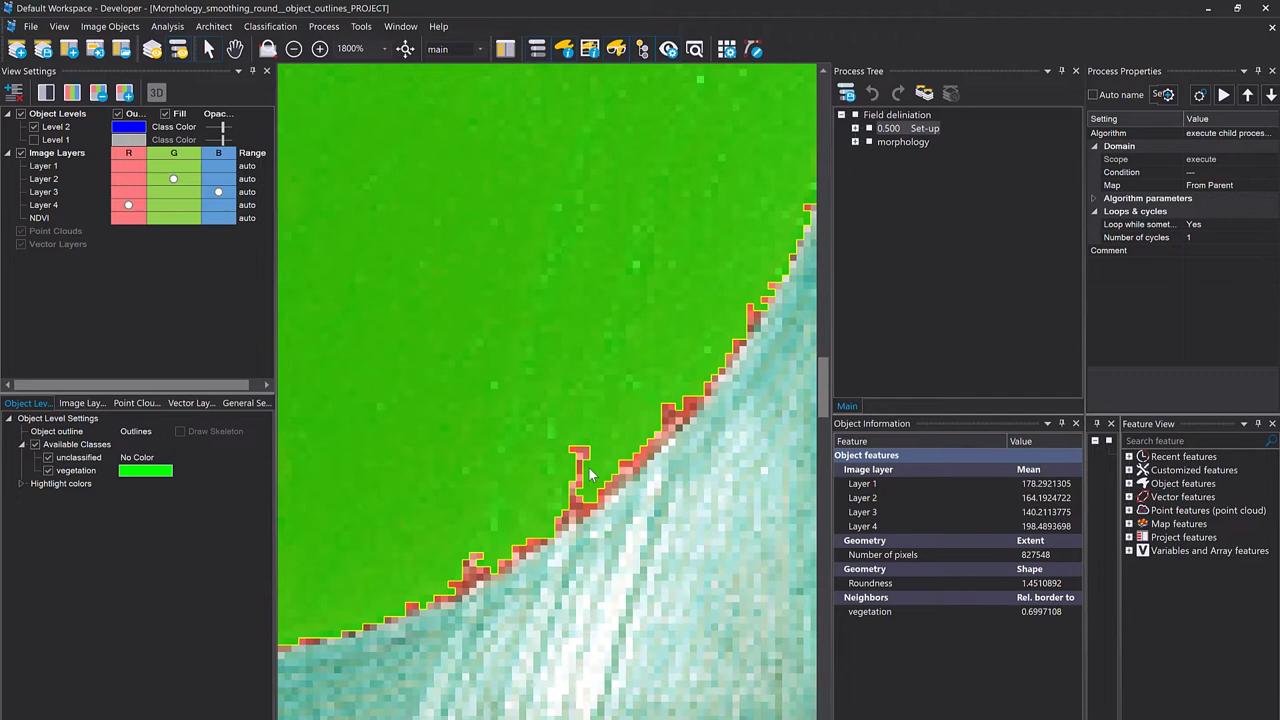 Default Workspace - Developer - [Morphology_smoothing_round__object_outlines_PROJECT]
File View Image Objects Analysis Architect Classification Process Tools Window Help
1800% main
View Settings
3D
Object Levels Ou... Fill Opac...
Level 2 Class Color
Level 1 Class Color
Image Layers R G B Range
Layer 1 auto
Layer 2 auto
Layer 3 auto
Layer 4 auto
NDVI auto
Point Clouds
Vector Layers
Object Lev... Image Lay... Point Clou... Vector Lay... General Se...
Object Level Settings
Object outline Outlines Draw Skeleton
Available Classes
unclassified No Color
vegetation
Highlight colors
Process Tree
Field deliniation
0.500 Set-up
morphology
Main
Process Properties
Auto name
Setting Value
Algorithm execute child proces...
Domain
Scope execute
Condition ---
Map From Parent
Algorithm parameters
Loops & cycles
Loop while somet... Yes
Number of cycles 1
Comment
Object Information
Feature Value
Object features
Image layer Mean
Layer 1 178.2921305
Layer 2 164.1924722
Layer 3 140.2113775
Layer 4 198.4893698
Geometry Extent
Number of pixels 827548
Geometry Shape
Roundness 1.4510892
Neighbors Rel. border to
vegetation 0.6997108
Feature View
Search feature
Recent features
Customized features
Object features
Vector features
Point features (point cloud)
Map features
Project features
Variables and Array features